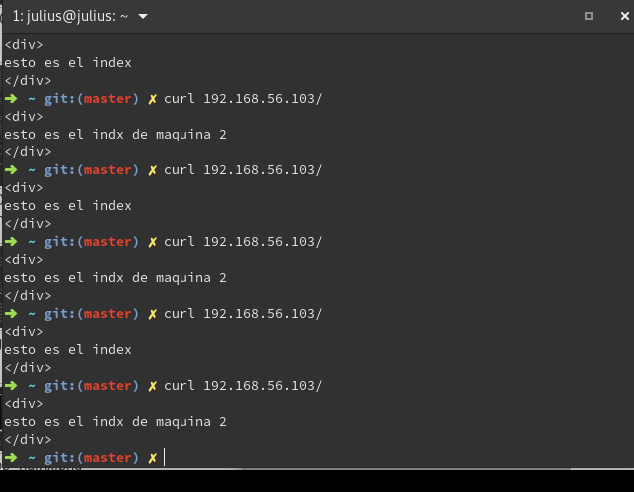 1: julius@julius: ~
<div>
esto es el index
</div>
➜ ~ git:(master) ✗ curl 192.168.56.103/
<div>
esto es el indx de maquina 2
</div>
➜ ~ git:(master) ✗ curl 192.168.56.103/
<div>
esto es el index
</div>
➜ ~ git:(master) ✗ curl 192.168.56.103/
<div>
esto es el indx de maquina 2
</div>
➜ ~ git:(master) ✗ curl 192.168.56.103/
<div>
esto es el index
</div>
➜ ~ git:(master) ✗ curl 192.168.56.103/
<div>
esto es el indx de maquina 2
</div>
➜ ~ git:(master) ✗